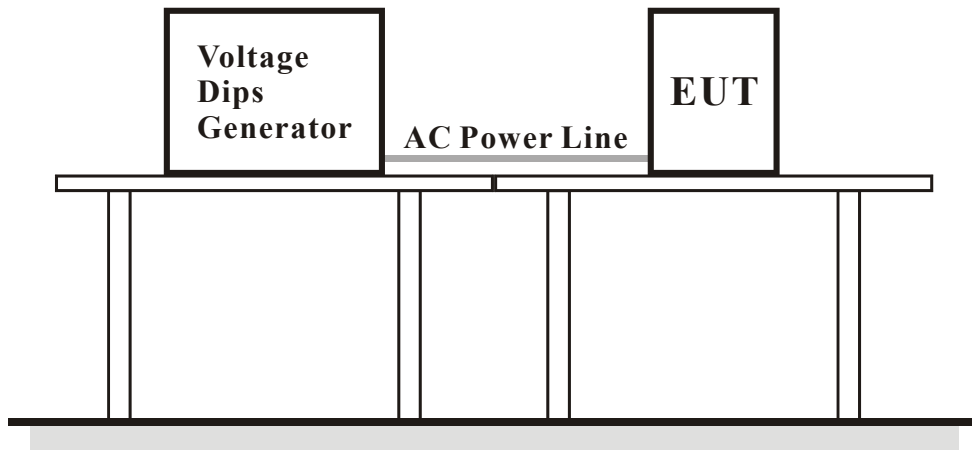 Voltage
Dips
Generator
AC Power Line
EUT